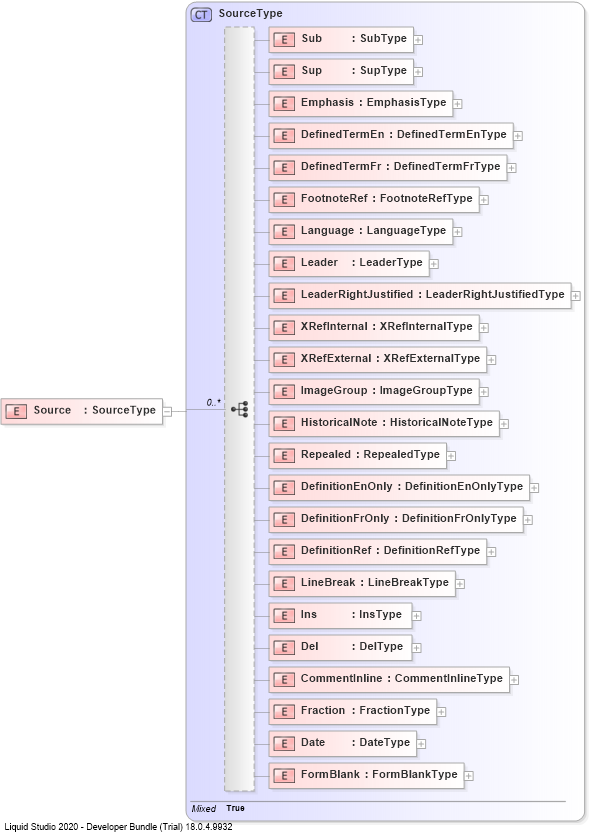 CT SourceType
E Sub : SubType
E Sup : SupType
E Emphasis : EmphasisType
E DefinedTermEn : DefinedTermEnType
E DefinedTermFr : DefinedTermFrType
E FootnoteRef : FootnoteRefType
E Language : LanguageType
E Leader : LeaderType
E LeaderRightJustified : LeaderRightJustifiedType
E XRefInternal : XRefInternalType
E XRefExternal : XRefExternalType
E ImageGroup : ImageGroupType
0..*
E Source : SourceType
E HistoricalNote : HistoricalNoteType
E Repealed : RepealedType
E DefinitionEnOnly : DefinitionEnOnlyType
E DefinitionFrOnly : DefinitionFrOnlyType
E DefinitionRef : DefinitionRefType
E LineBreak : LineBreakType
E Ins : InsType
E Del : DelType
E CommentInline : CommentInlineType
E Fraction : FractionType
E Date : DateType
E FormBlank : FormBlankType
Mixed True
Liquid Studio 2020 - Developer Bundle (Trial) 18.0.4.9932